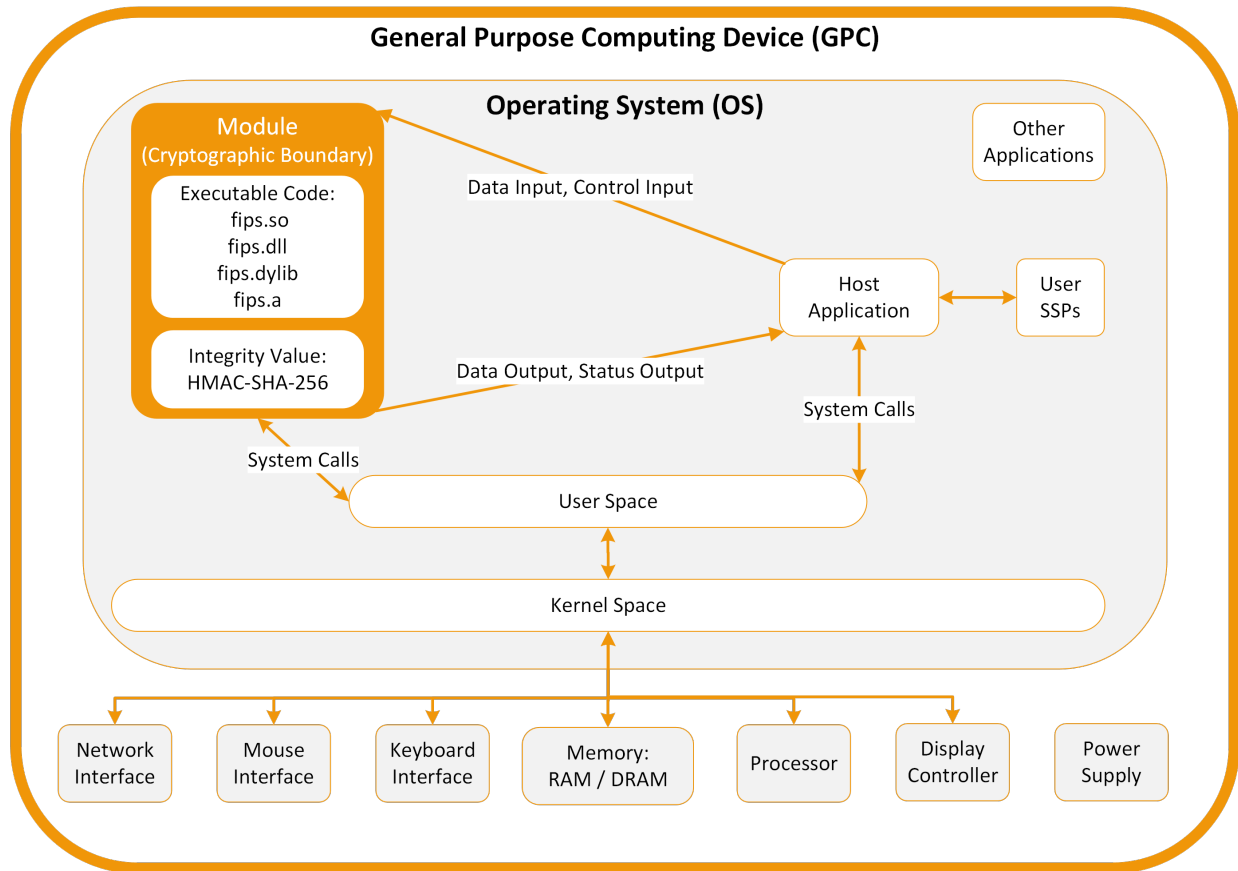 General Purpose Computing Device (GPC)
Operating System (OS)
Module
(Cryptographic Boundary)
Executable Code:
fips.so
fips.dll
fips.dylib
fips.a
Integrity Value:
HMAC-SHA-256
Other
Applications
Data Input, Control Input
Host
Application
User
SSPs
Data Output, Status Output
System Calls
System Calls
User Space
Kernel Space
Network
Interface
Mouse
Interface
Keyboard
Interface
Memory:
RAM / DRAM
Processor
Display
Controller
Power
Supply